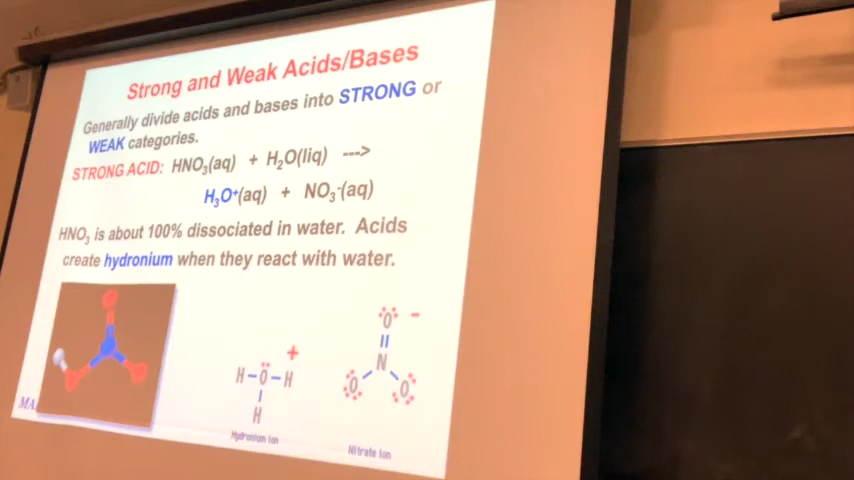 Strong and Weak Acids/Bases
Generally divide acids and bases into STRONG or
WEAK categories.
STRONG ACID: HNO₃(aq) + H₂O(liq) --->
H₃O⁺(aq) + NO₃⁻(aq)
HNO₃ is about 100% dissociated in water. Acids
create hydronium when they react with water.
O −
+
N
H–O–H
O O
H
Hydronium ion
Nitrate ion
MA